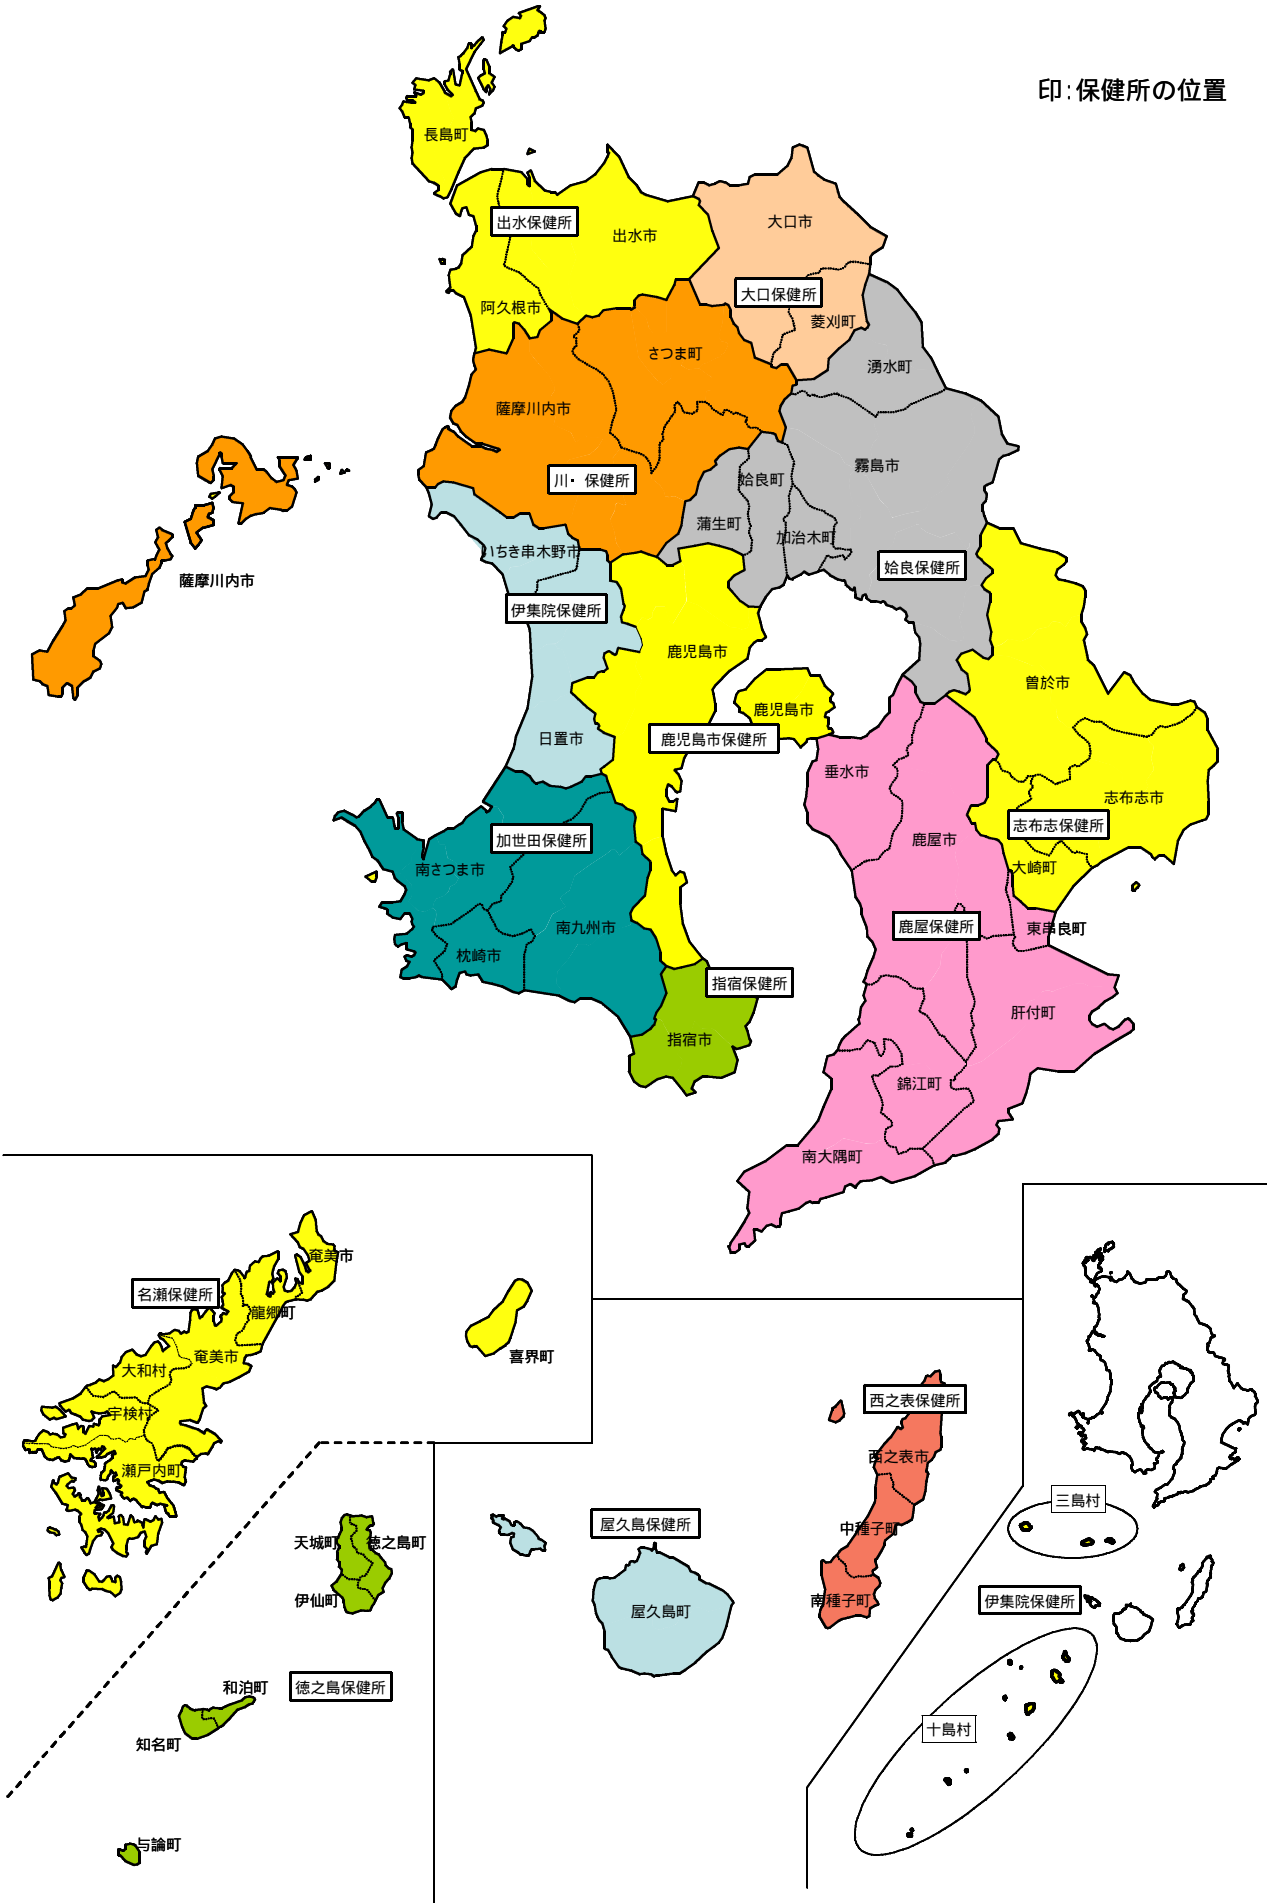 印:保健所の位置
長島町
出水保健所
出水市
大口市
阿久根市
大口保健所
菱刈町
さつま町
湧水町
薩摩川内市
霧島市
川・ 保健所
姶良町
蒲生町
加治木町
いちき串木野市
姶良保健所
薩摩川内市
伊集院保健所
鹿児島市
曽於市
鹿児島市
日置市
鹿児島市保健所
垂水市
志布志市
加世田保健所
鹿屋市
志布志保健所
南さつま市
大崎町
南九州市
鹿屋保健所
東串良町
枕崎市
指宿保健所
肝付町
指宿市
錦江町
南大隅町
奄美市
名瀬保健所
龍郷町
奄美市
喜界町
大和村
宇検村
西之表保健所
西之表市
瀬戸内町
三島村
屋久島保健所
中種子町
天城町
徳之島町
伊仙町
南種子町
伊集院保健所
屋久島町
和泊町
徳之島保健所
十島村
知名町
与論町